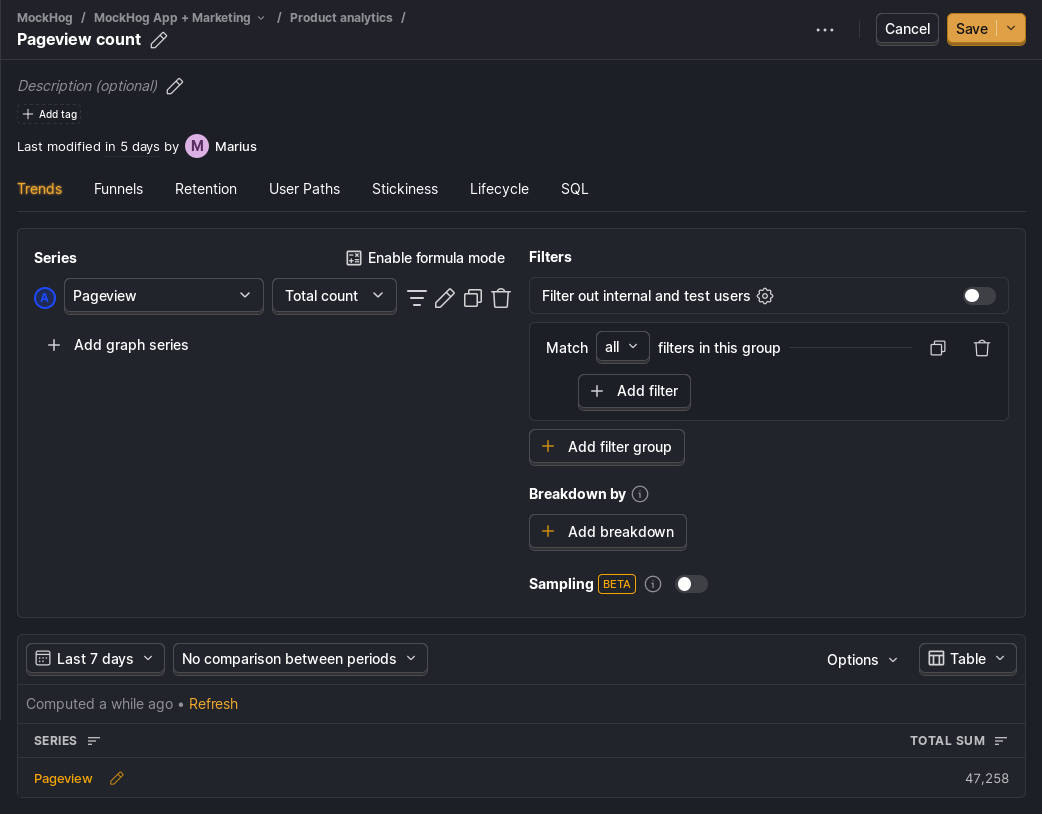 MockHog / MockHog App + Marketing / Product analytics /
Pageview count
Cancel
Save
Description (optional)
Add tag
Last modified in 5 days by M Marius
Trends Funnels Retention User Paths Stickiness Lifecycle SQL
Series
Enable formula mode
A Pageview Total count
Add graph series
Filters
Filter out internal and test users
Match all filters in this group
Add filter
Add filter group
Breakdown by
Add breakdown
Sampling BETA
Last 7 days No comparison between periods Options Table
Computed a while ago • Refresh
SERIES TOTAL SUM
Pageview 47,258